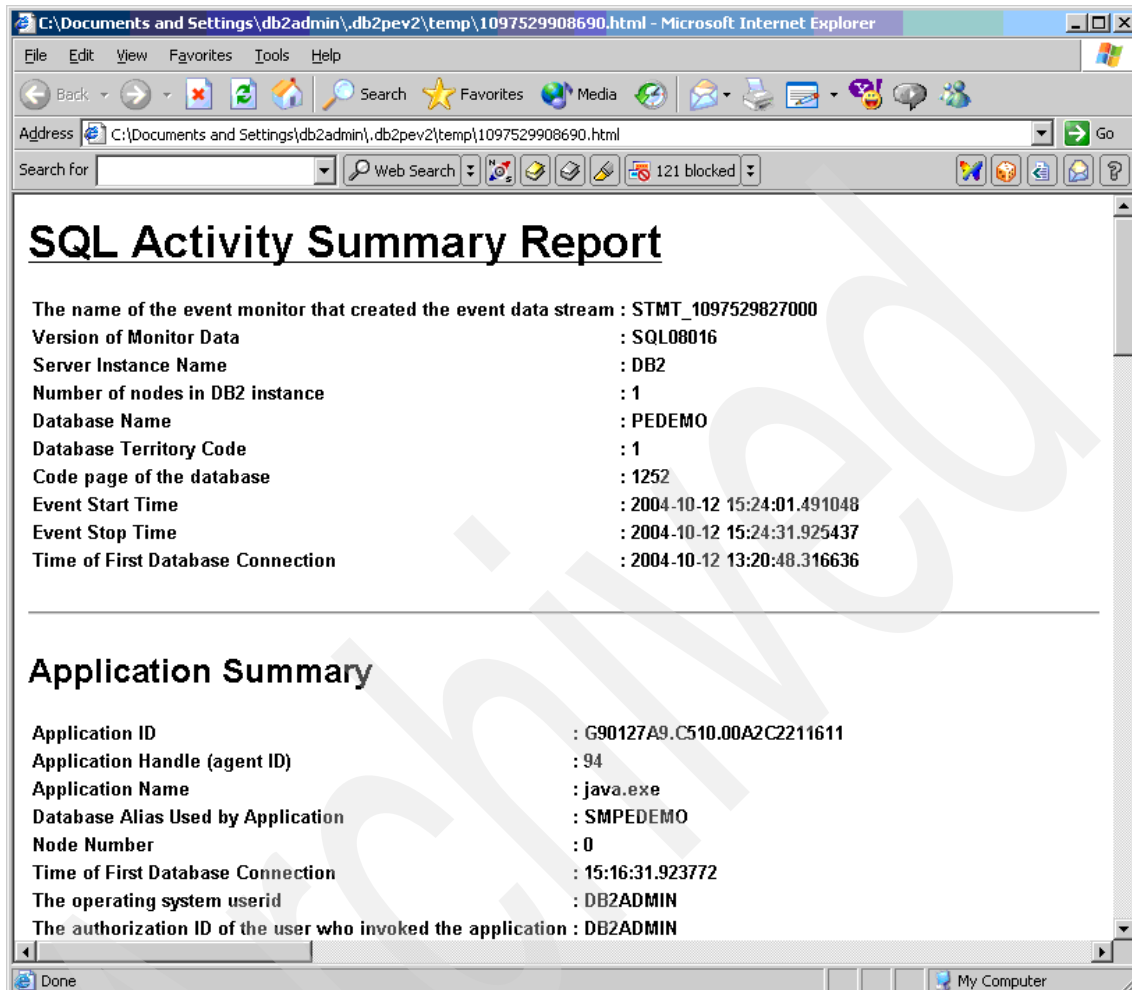 C:\Documents and Settings\db2admin\.db2pev2\temp\1097529908690.html - Microsoft Internet Explorer
File Edit View Favorites Tools Help
Back Search Favorites Media
Address C:\Documents and Settings\db2admin\.db2pev2\temp\1097529908690.html Go
Search for Web Search 121 blocked
SQL Activity Summary Report
The name of the event monitor that created the event data stream : STMT_1097529827000
Version of Monitor Data : SQL08016
Server Instance Name : DB2
Number of nodes in DB2 instance : 1
Database Name : PEDEMO
Database Territory Code : 1
Code page of the database : 1252
Event Start Time : 2004-10-12 15:24:01.491048
Event Stop Time : 2004-10-12 15:24:31.925437
Time of First Database Connection : 2004-10-12 13:20:48.316636
Application Summary
Application ID : G90127A9.C510.00A2C2211611
Application Handle (agent ID) : 94
Application Name : java.exe
Database Alias Used by Application : SMPEDEMO
Node Number : 0
Time of First Database Connection : 15:16:31.923772
The operating system userid : DB2ADMIN
The authorization ID of the user who invoked the application : DB2ADMIN
Done My Computer
Archived